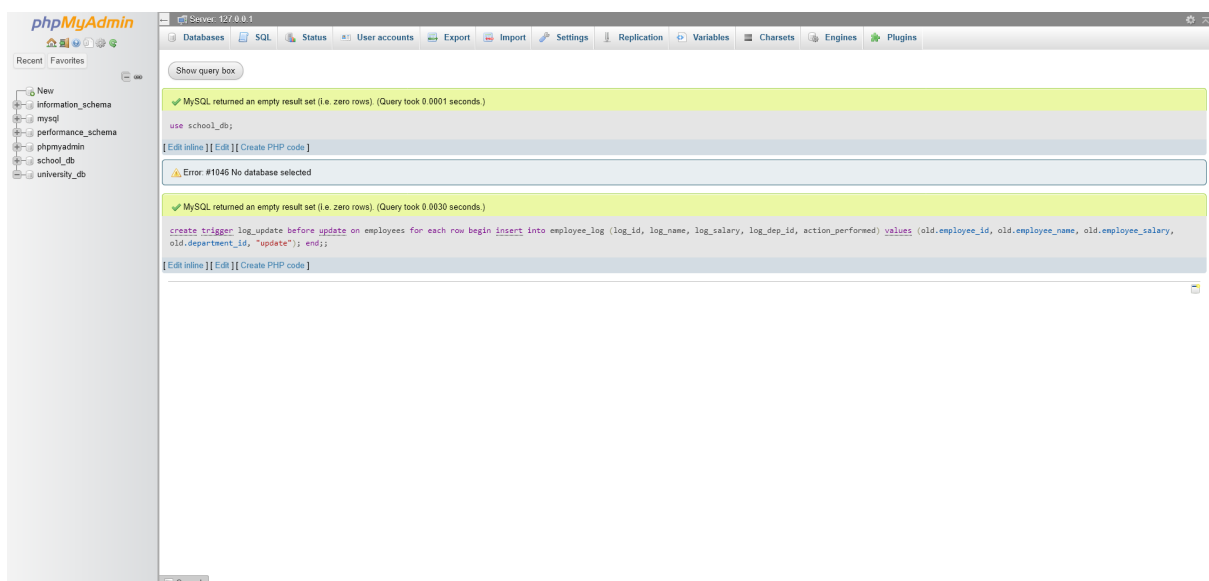 phpMyAdmin
Recent Favorites
New
information_schema
mysql
performance_schema
phpmyadmin
school_db
university_db
Server: 127.0.0.1
Databases SQL Status User accounts Export Import Settings Replication Variables Charsets Engines Plugins
Show query box
MySQL returned an empty result set (i.e. zero rows). (Query took 0.0001 seconds.)
use school_db;
[ Edit inline ] [ Edit ] [ Create PHP code ]
Error: #1046 No database selected
MySQL returned an empty result set (i.e. zero rows). (Query took 0.0030 seconds.)
create trigger log_update before update on employees for each row begin insert into employee_log (log_id, log_name, log_salary, log_dep_id, action_performed) values (old.employee_id, old.employee_name, old.employee_salary,
old.department_id, "update"); end;;
[ Edit inline ] [ Edit ] [ Create PHP code ]